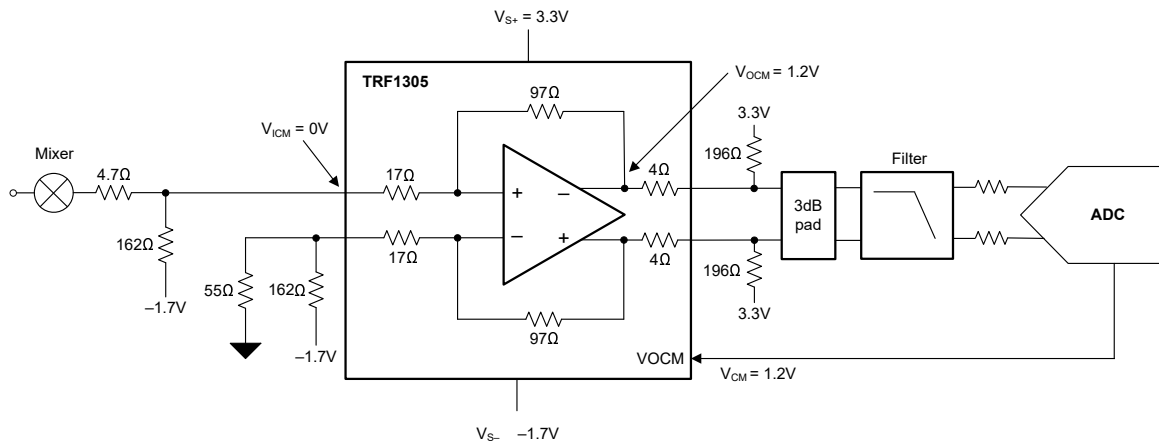 V_S+ = 3.3V
TRF1305
V_OCM = 1.2V
97Ω
V_ICM = 0V
3.3V
Mixer
4.7Ω
17Ω
4Ω
196Ω
Filter
+
−
3dB
pad
ADC
162Ω
−
+
17Ω
4Ω
–1.7V
55Ω
162Ω
196Ω
–1.7V
97Ω
3.3V
VOCM
V_CM = 1.2V
V_S– –1.7V